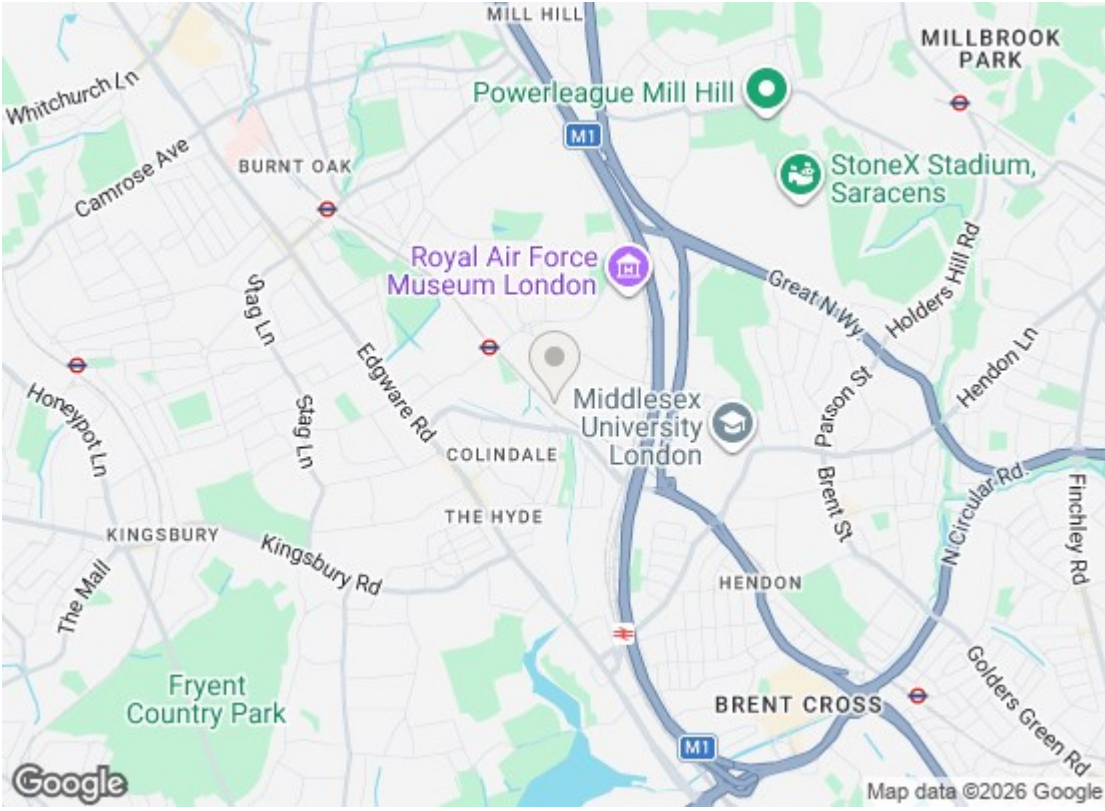 MILL HILL
MILLBROOK
PARK
Whitchurch Ln
Powerleague Mill Hill
M1
Camrose Ave
BURNT OAK
StoneX Stadium,
Saracens
Royal Air Force
Museum London
Great N Wy
Holders Hill Rd
Stag Ln
Edgware Rd
Hendon Ln
Honeypot Ln
Stag Ln
Middlesex
University
London
Parson St
COLINDALE
Brent St
THE HYDE
N Circular Rd
Finchley Rd
KINGSBURY
Kingsbury Rd
The Mall
HENDON
Fryent
Country Park
BRENT CROSS
Golders Green Rd
M1
Google
Map data ©2026 Google